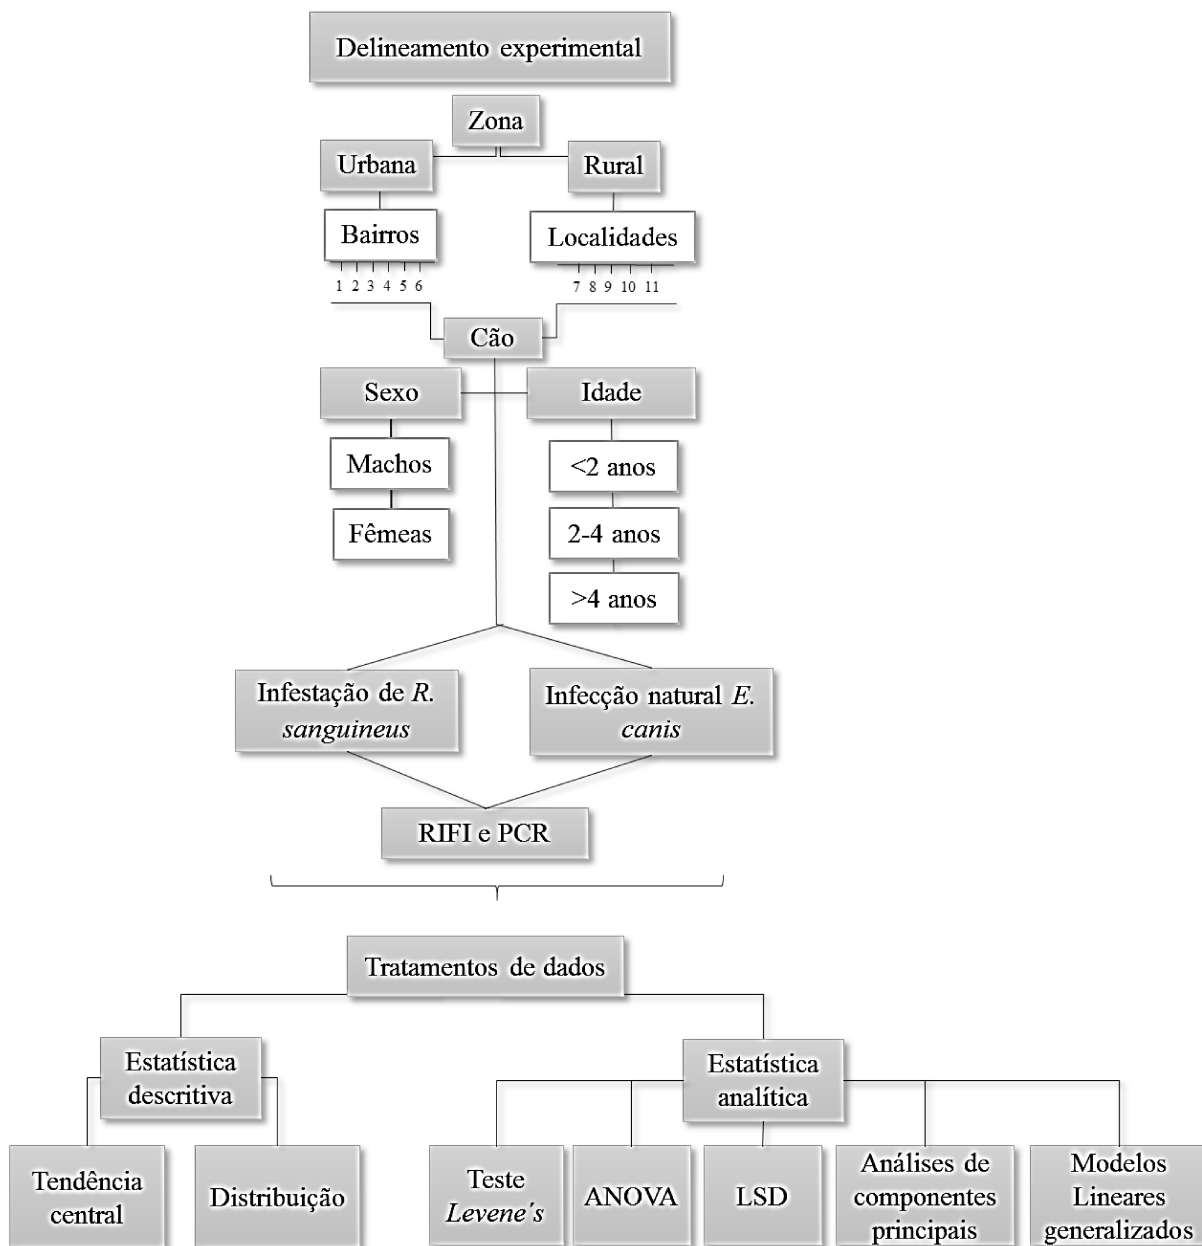 Delineamento experimental
Zona
Urbana
Rural
Bairros
Localidades
1 2 3 4 5 6
7 8 9 10 11
Cão
Sexo
Idade
Machos
<2 anos
Fêmeas
2-4 anos
>4 anos
Infestação de R.
sanguineus
Infecção natural E.
canis
RIFI e PCR
Tratamentos de dados
Estatística
descritiva
Estatística
analítica
Tendência
central
Distribuição
Teste
Levene´s
ANOVA
LSD
Análises de
componentes
principais
Modelos
Lineares
generalizados